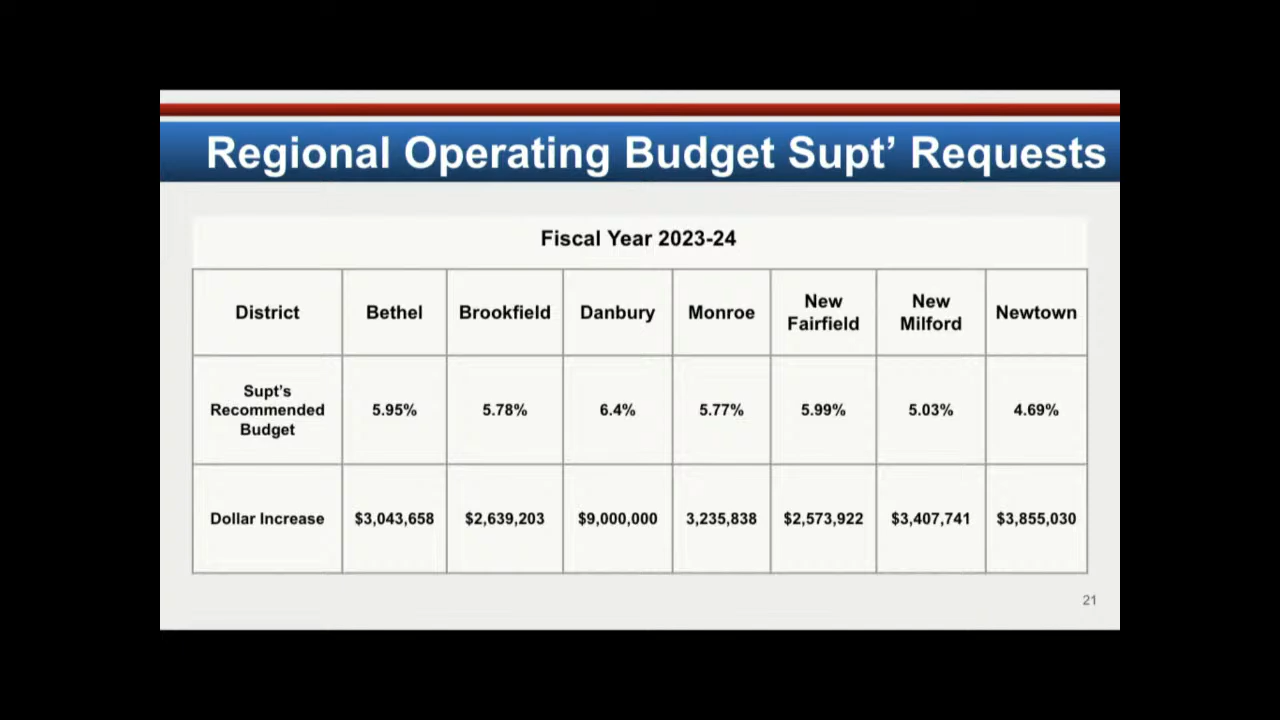 Regional Operating Budget Supt’ Requests
Fiscal Year 2023-24
District Bethel Brookfield Danbury Monroe New Fairfield New Milford Newtown
Supt’s Recommended Budget 5.95% 5.78% 6.4% 5.77% 5.99% 5.03% 4.69%
Dollar Increase $3,043,658 $2,639,203 $9,000,000 3,235,838 $2,573,922 $3,407,741 $3,855,030
21